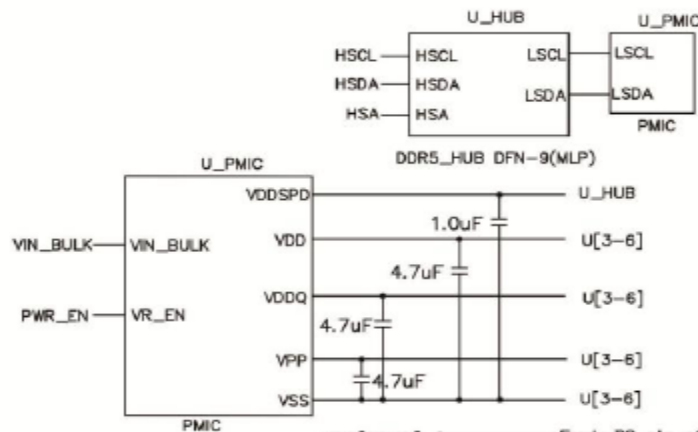 U_HUB
U_PMIC
HSCL HSCL LSCL LSCL
HSDA HSDA LSDA LSDA
HSA HSA
PMIC
DDR5_HUB DFN-9(MLP)
U_PMIC
VDDSPD U_HUB
1.0uF
VIN_BULK VIN_BULK VDD U[3-6]
4.7uF
VDDQ U[3-6]
PWR_EN VR_EN
4.7uF
VPP U[3-6]
4.7uF
VSS U[3-6]
PMIC